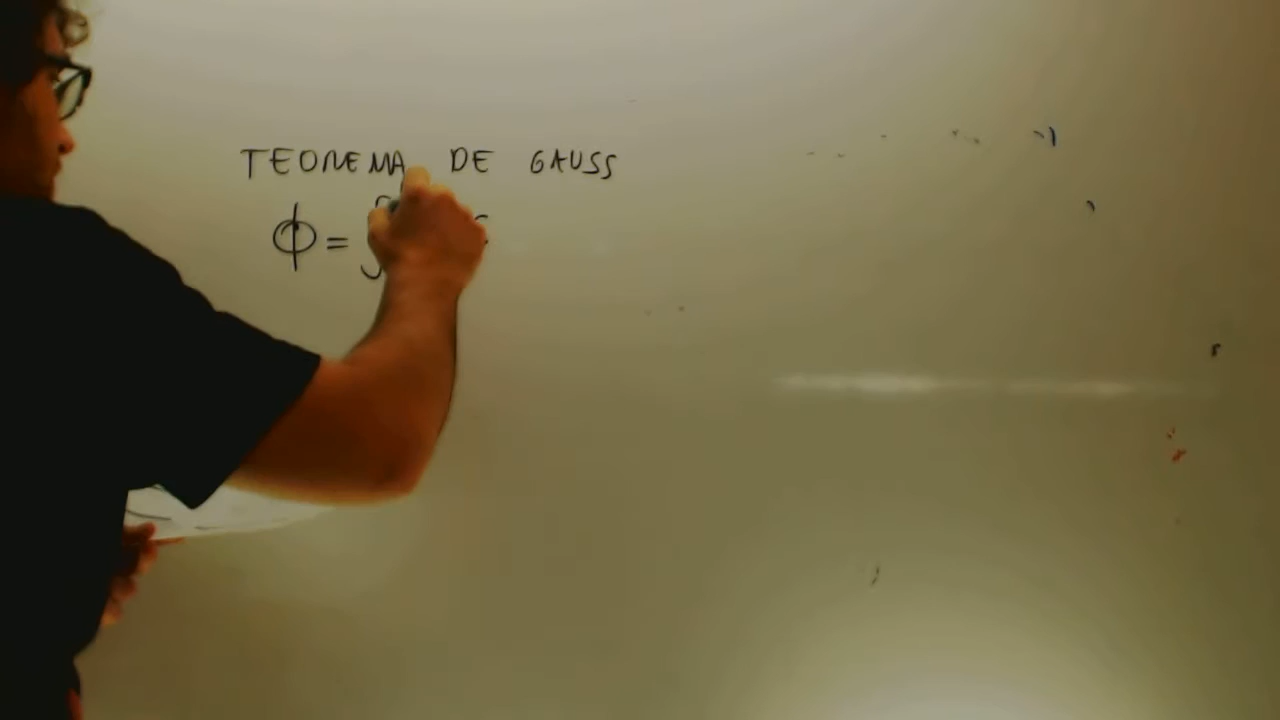 TEOREMA DE GAUSS
ϕ = ∫